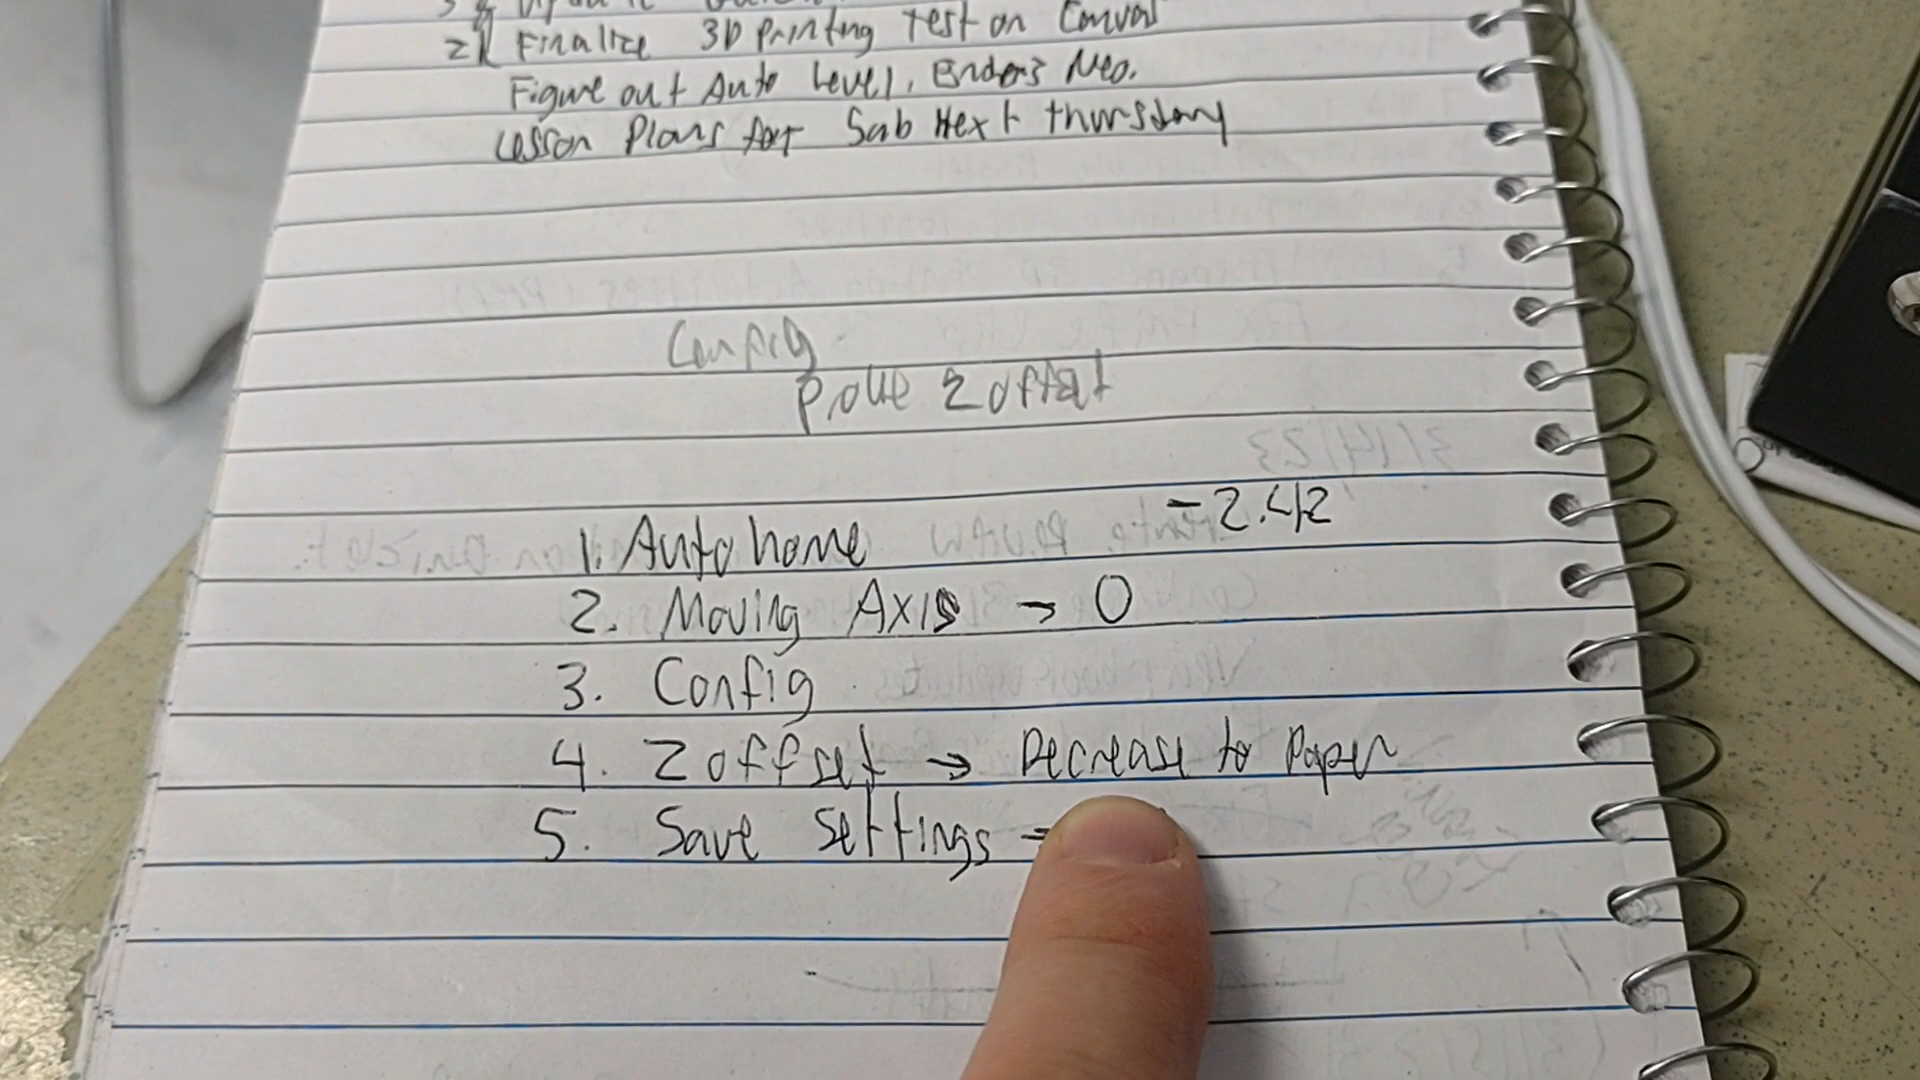 2 Finalize 3D Printing Test on Canvas
Figure out Auto Level, Ender3 Neo.
Lesson Plans for Sub Next thursday
Config
Probe Z offset
-2.42
1. Auto home
2. Moving Axis → 0
3. Config
4. Z offset → Decrease to Paper
5. Save settings